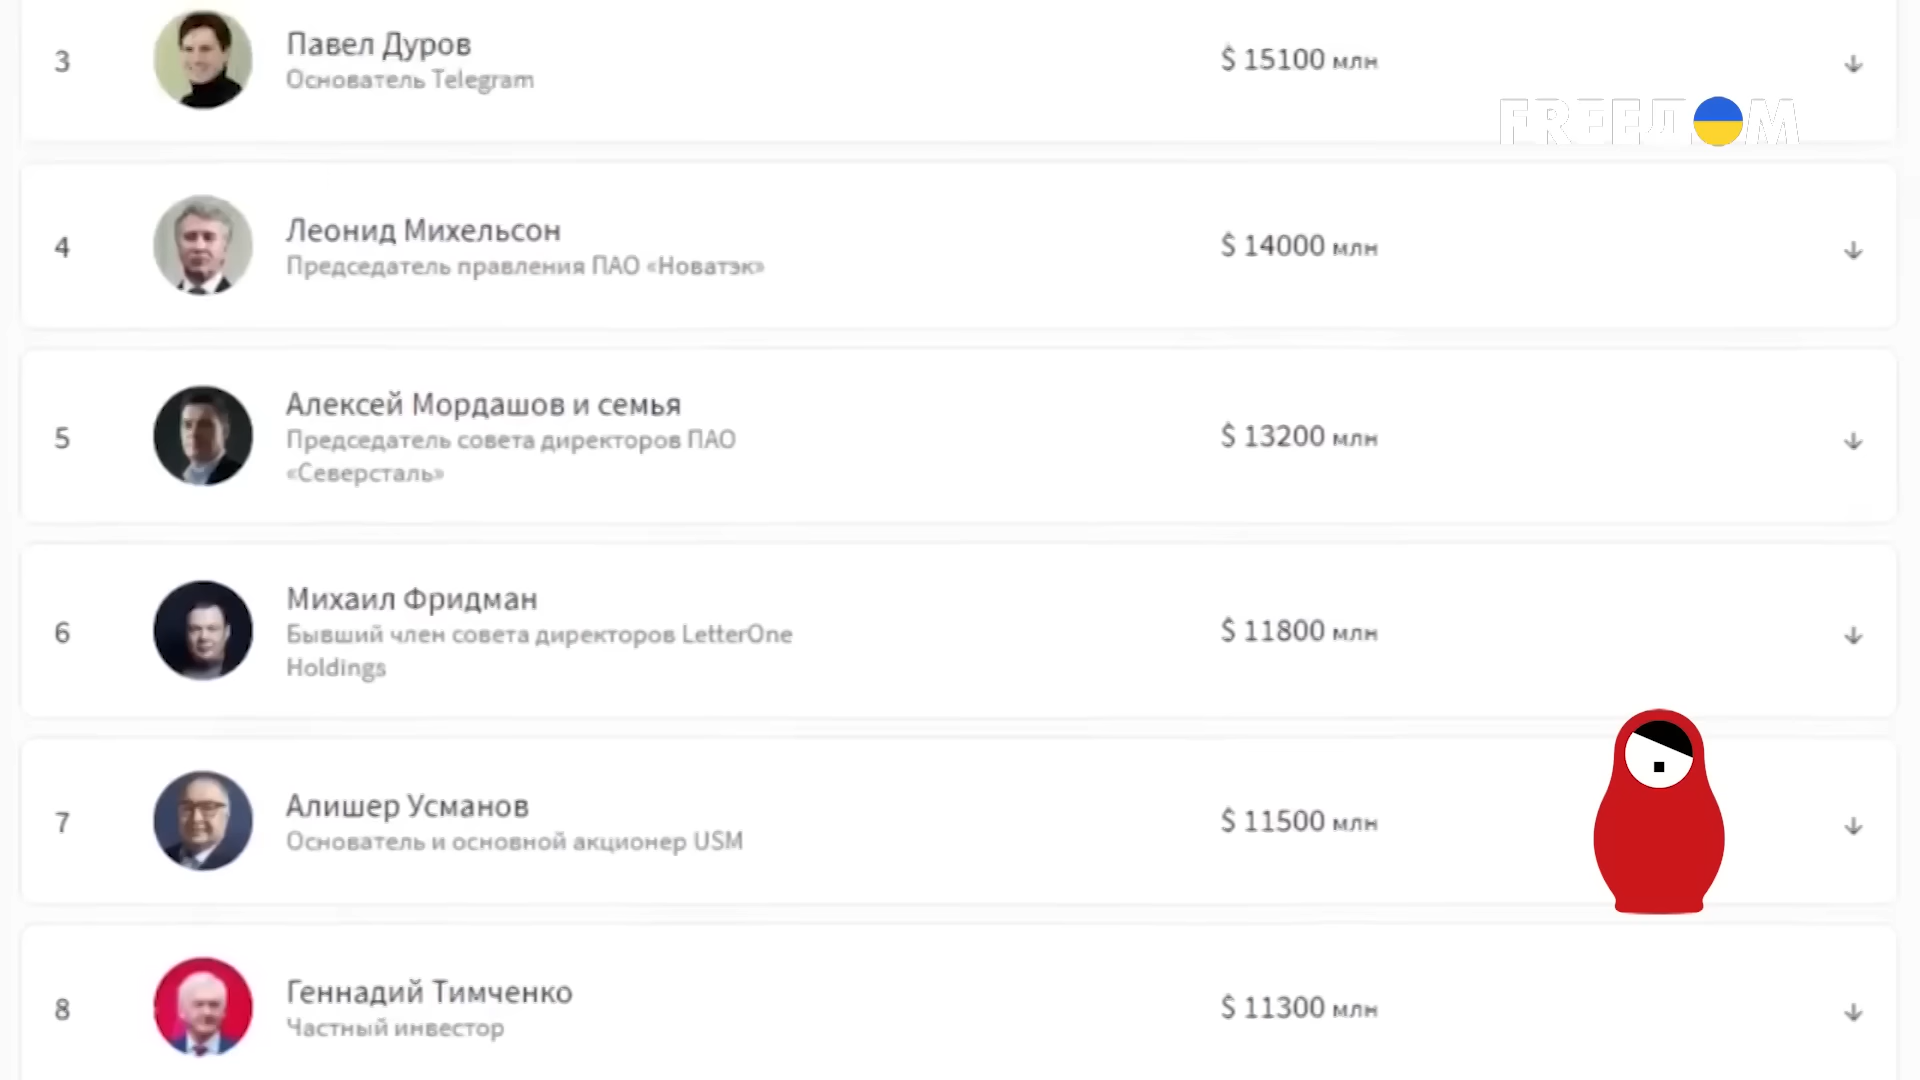 3
Павел Дуров
Основатель Telegram
$ 15100 млн
FREEДОМ
4
Леонид Михельсон
Председатель правления ПАО «Новатэк»
$ 14000 млн
5
Алексей Мордашов и семья
Председатель совета директоров ПАО
«Северсталь»
$ 13200 млн
6
Михаил Фридман
Бывший член совета директоров LetterOne
Holdings
$ 11800 млн
7
Алишер Усманов
Основатель и основной акционер USM
$ 11500 млн
8
Геннадий Тимченко
Частный инвестор
$ 11300 млн